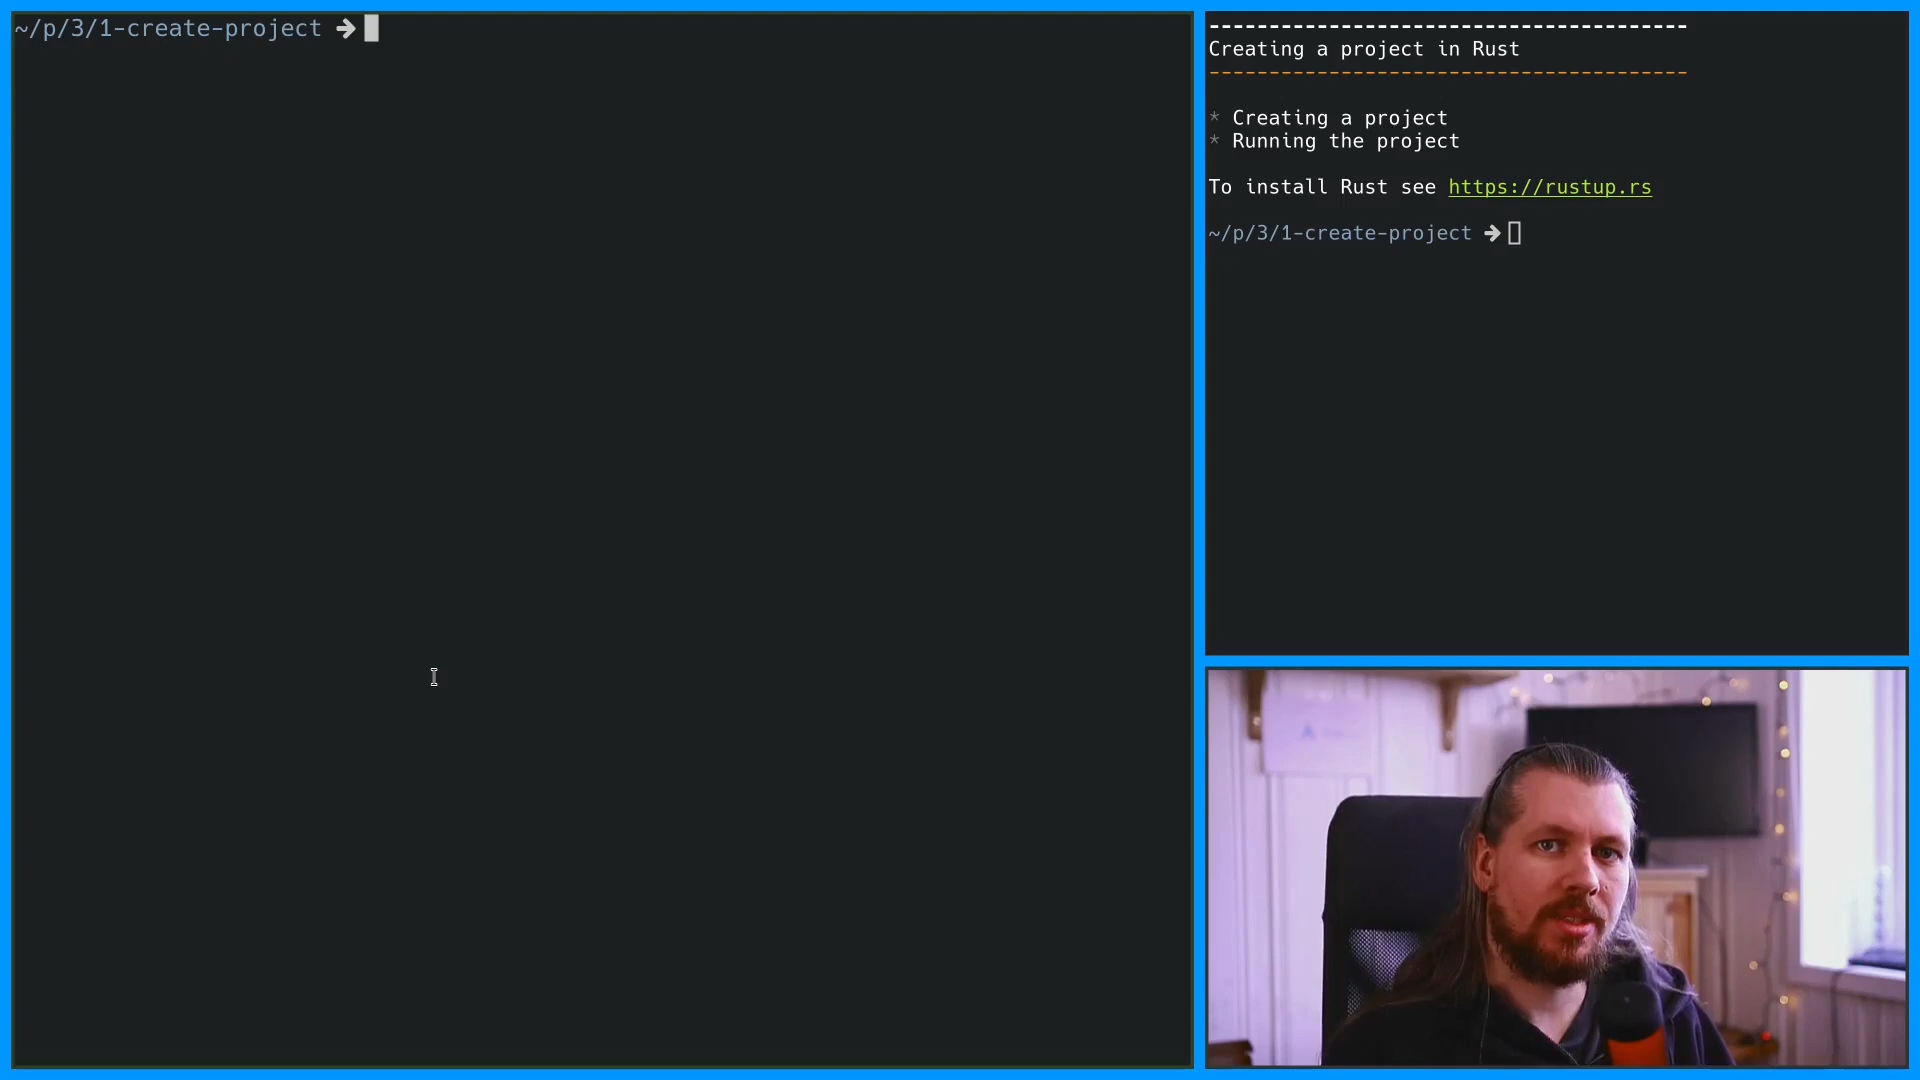 ~/p/3/1-create-project ➜
----------------------------------------
Creating a project in Rust
----------------------------------------
* Creating a project
* Running the project
To install Rust see https://rustup.rs
~/p/3/1-create-project ➜